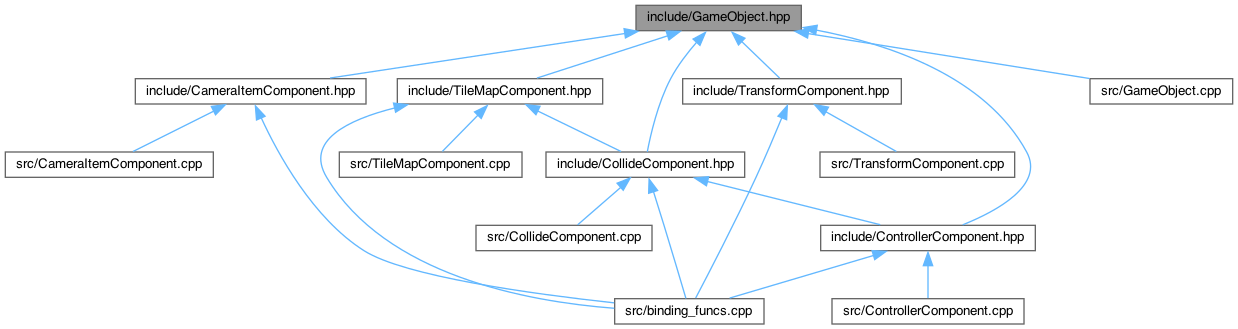 include/GameObject.hpp
include/CameraItemComponent.hpp
include/TileMapComponent.hpp
include/TransformComponent.hpp
src/GameObject.cpp
src/CameraItemComponent.cpp
src/TileMapComponent.cpp
include/CollideComponent.hpp
src/TransformComponent.cpp
src/CollideComponent.cpp
include/ControllerComponent.hpp
src/binding_funcs.cpp
src/ControllerComponent.cpp